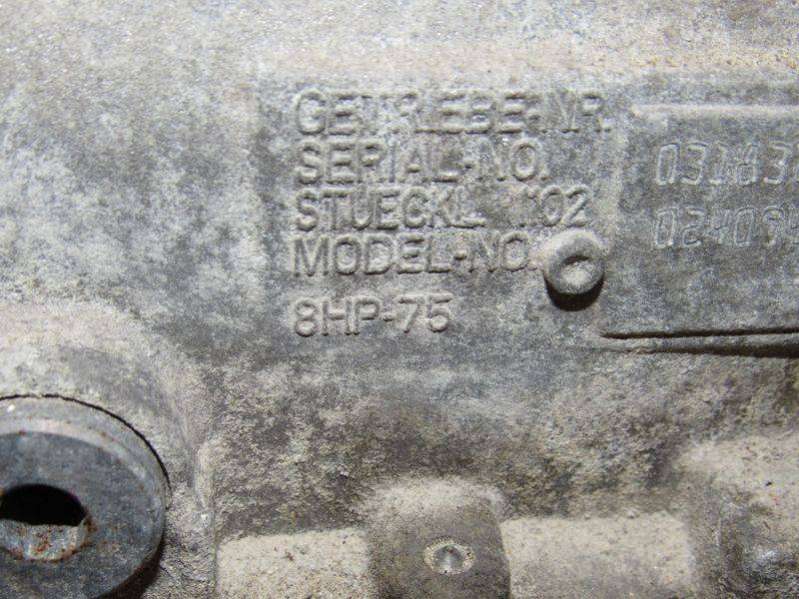 GETRIEBE-NR.
SERIAL-NO.
STUECKL. 1102
MODEL-NO.
8HP-75